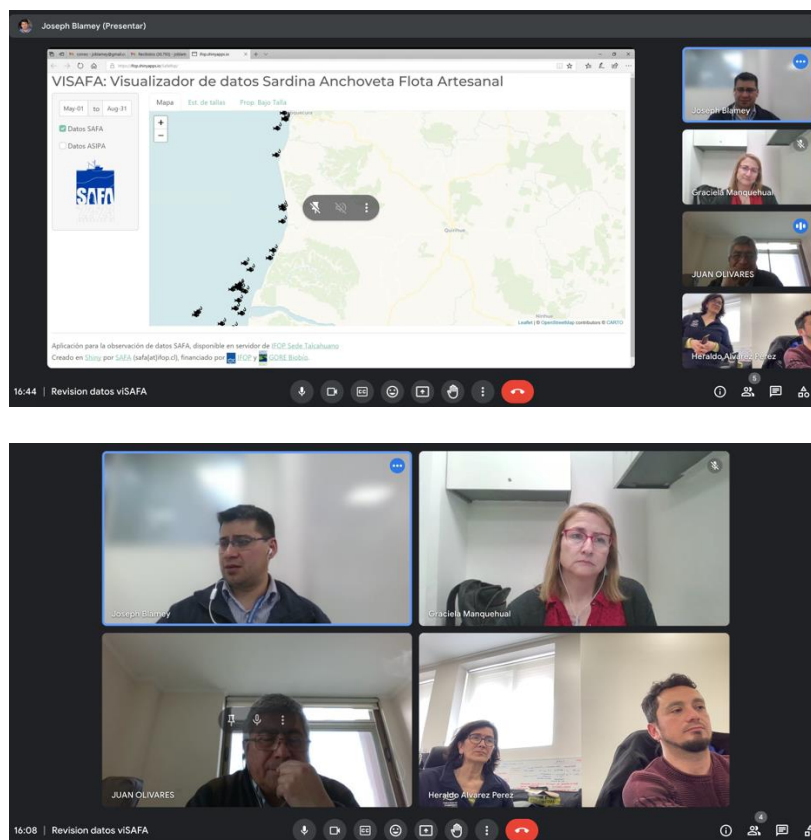 Joseph Blamey (Presentar)
VISAFA: Visualizador de datos Sardina Anchoveta Flota Artesanal
May-01 to Aug-31
Mapa Est. de tallas Prop. Bajo Talla
+
−
Datos SAFA
Datos ASIPA
SAFA
Quirihue
Leaflet | © OpenStreetMap contributors © CARTO
Aplicación para la observación de datos SAFA, disponible en servidor de IFOP Sede Talcahuano
Creado en Shiny por SAFA (safa[at]ifop.cl), financiado por IFOP y GORE Biobío.
Joseph Blamey
Graciela Manquehual
JUAN OLIVARES
Heraldo Alvarez Perez
16:44 | Revision datos viSAFA
5
Joseph Blamey
Graciela Manquehual
JUAN OLIVARES
Heraldo Alvarez Perez
16:08 | Revision datos viSAFA
4